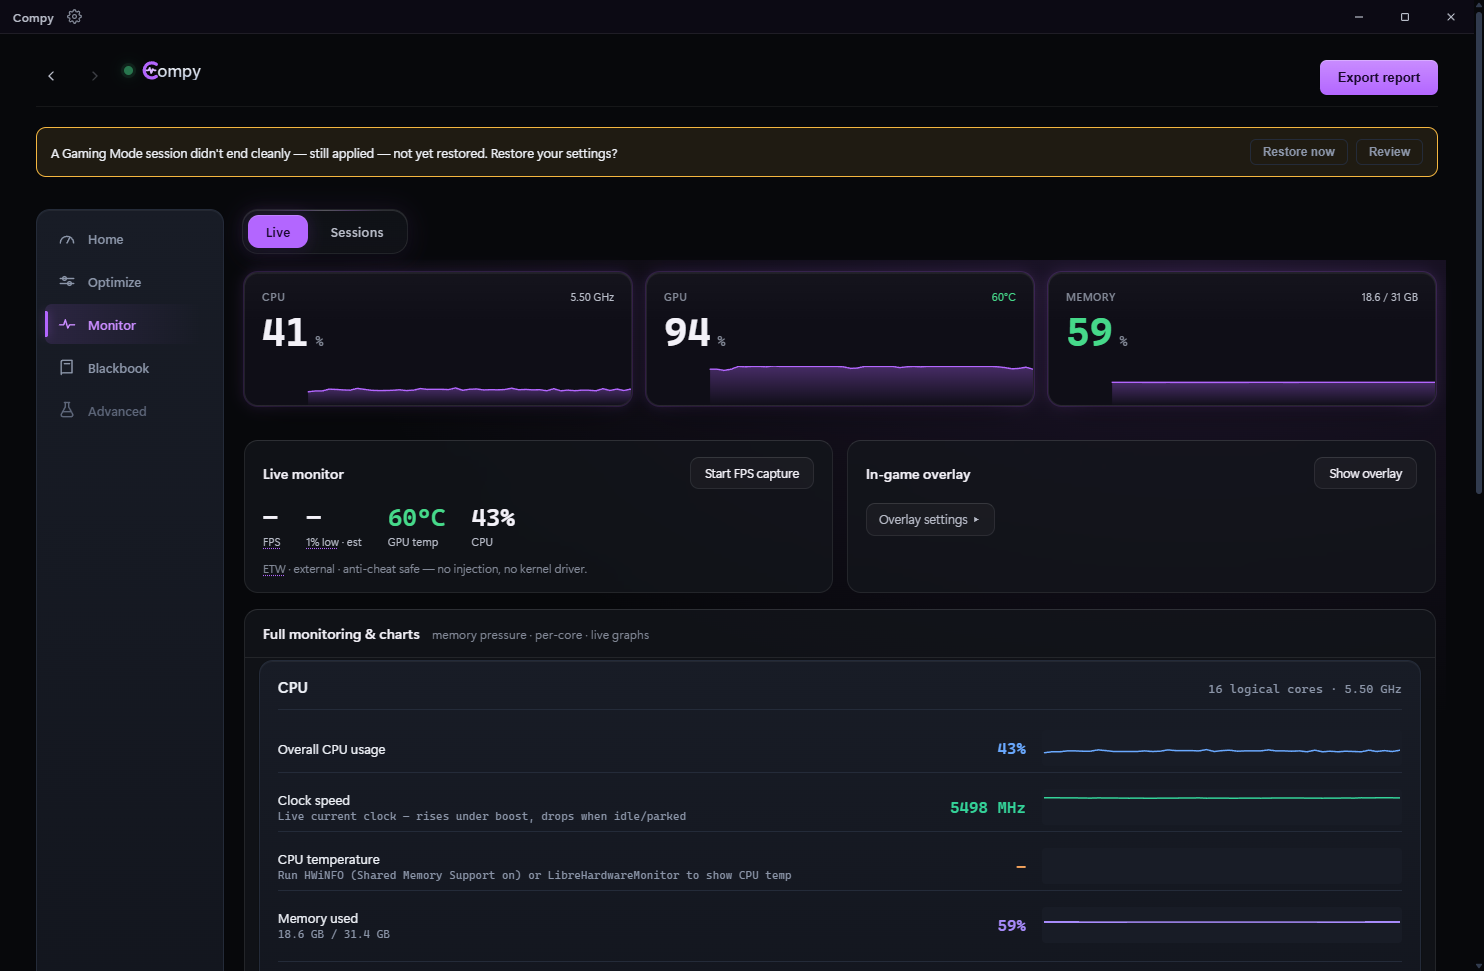 Compy
Compy
Export report
A Gaming Mode session didn't end cleanly — still applied — not yet restored. Restore your settings?
Restore now
Review
Home
Optimize
Monitor
Blackbook
Advanced
Live
Sessions
CPU
5.50 GHz
41 %
GPU
60°C
94 %
MEMORY
18.6 / 31 GB
59 %
Live monitor
Start FPS capture
— — 60°C 43%
FPS 1% low · est GPU temp CPU
ETW · external · anti-cheat safe — no injection, no kernel driver.
In-game overlay
Show overlay
Overlay settings ▸
Full monitoring & charts memory pressure · per-core · live graphs
CPU
16 logical cores · 5.50 GHz
Overall CPU usage
43%
Clock speed
Live current clock — rises under boost, drops when idle/parked
5498 MHz
CPU temperature
Run HWiNFO (Shared Memory Support on) or LibreHardwareMonitor to show CPU temp
—
Memory used
18.6 GB / 31.4 GB
59%